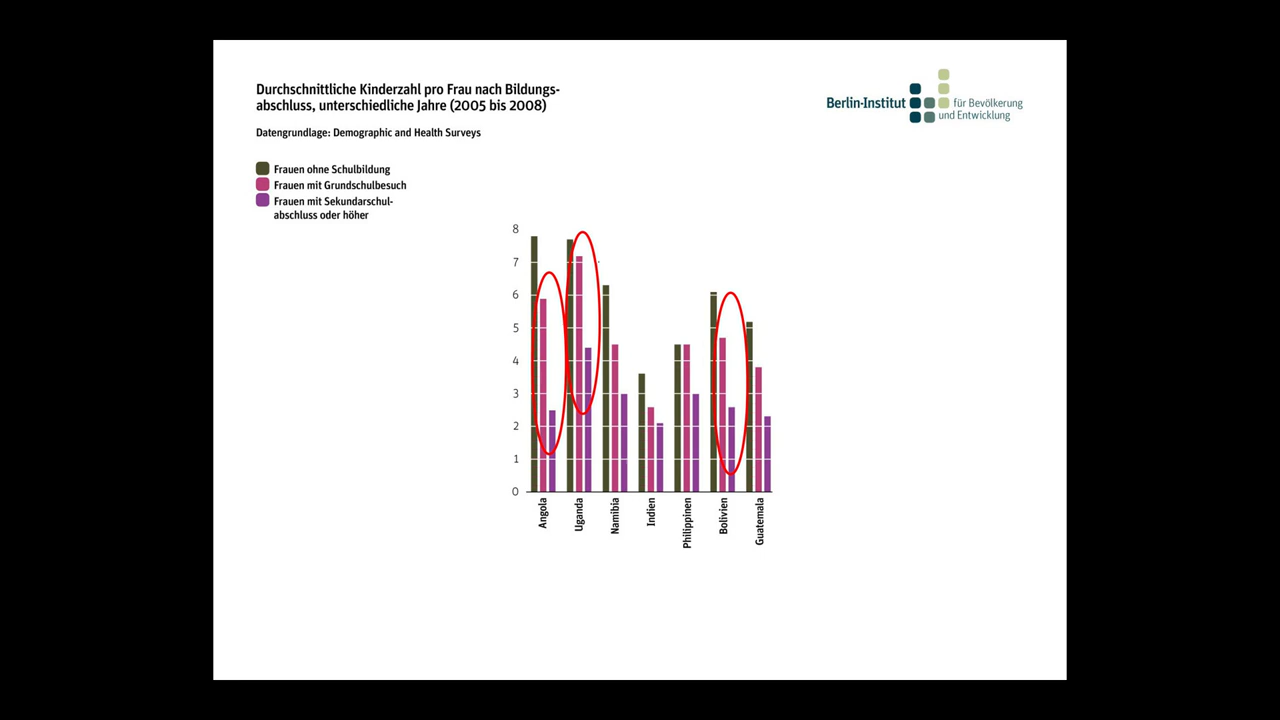 Durchschnittliche Kinderzahl pro Frau nach Bildungs-
abschluss, unterschiedliche Jahre (2005 bis 2008)
Datengrundlage: Demographic and Health Surveys
Berlin-Institut für Bevölkerung
und Entwicklung
Frauen ohne Schulbildung
Frauen mit Grundschulbesuch
Frauen mit Sekundarschul-
abschluss oder höher
8
7
6
5
4
3
2
1
0
Angola
Uganda
Namibia
Indien
Philippinen
Bolivien
Guatemala